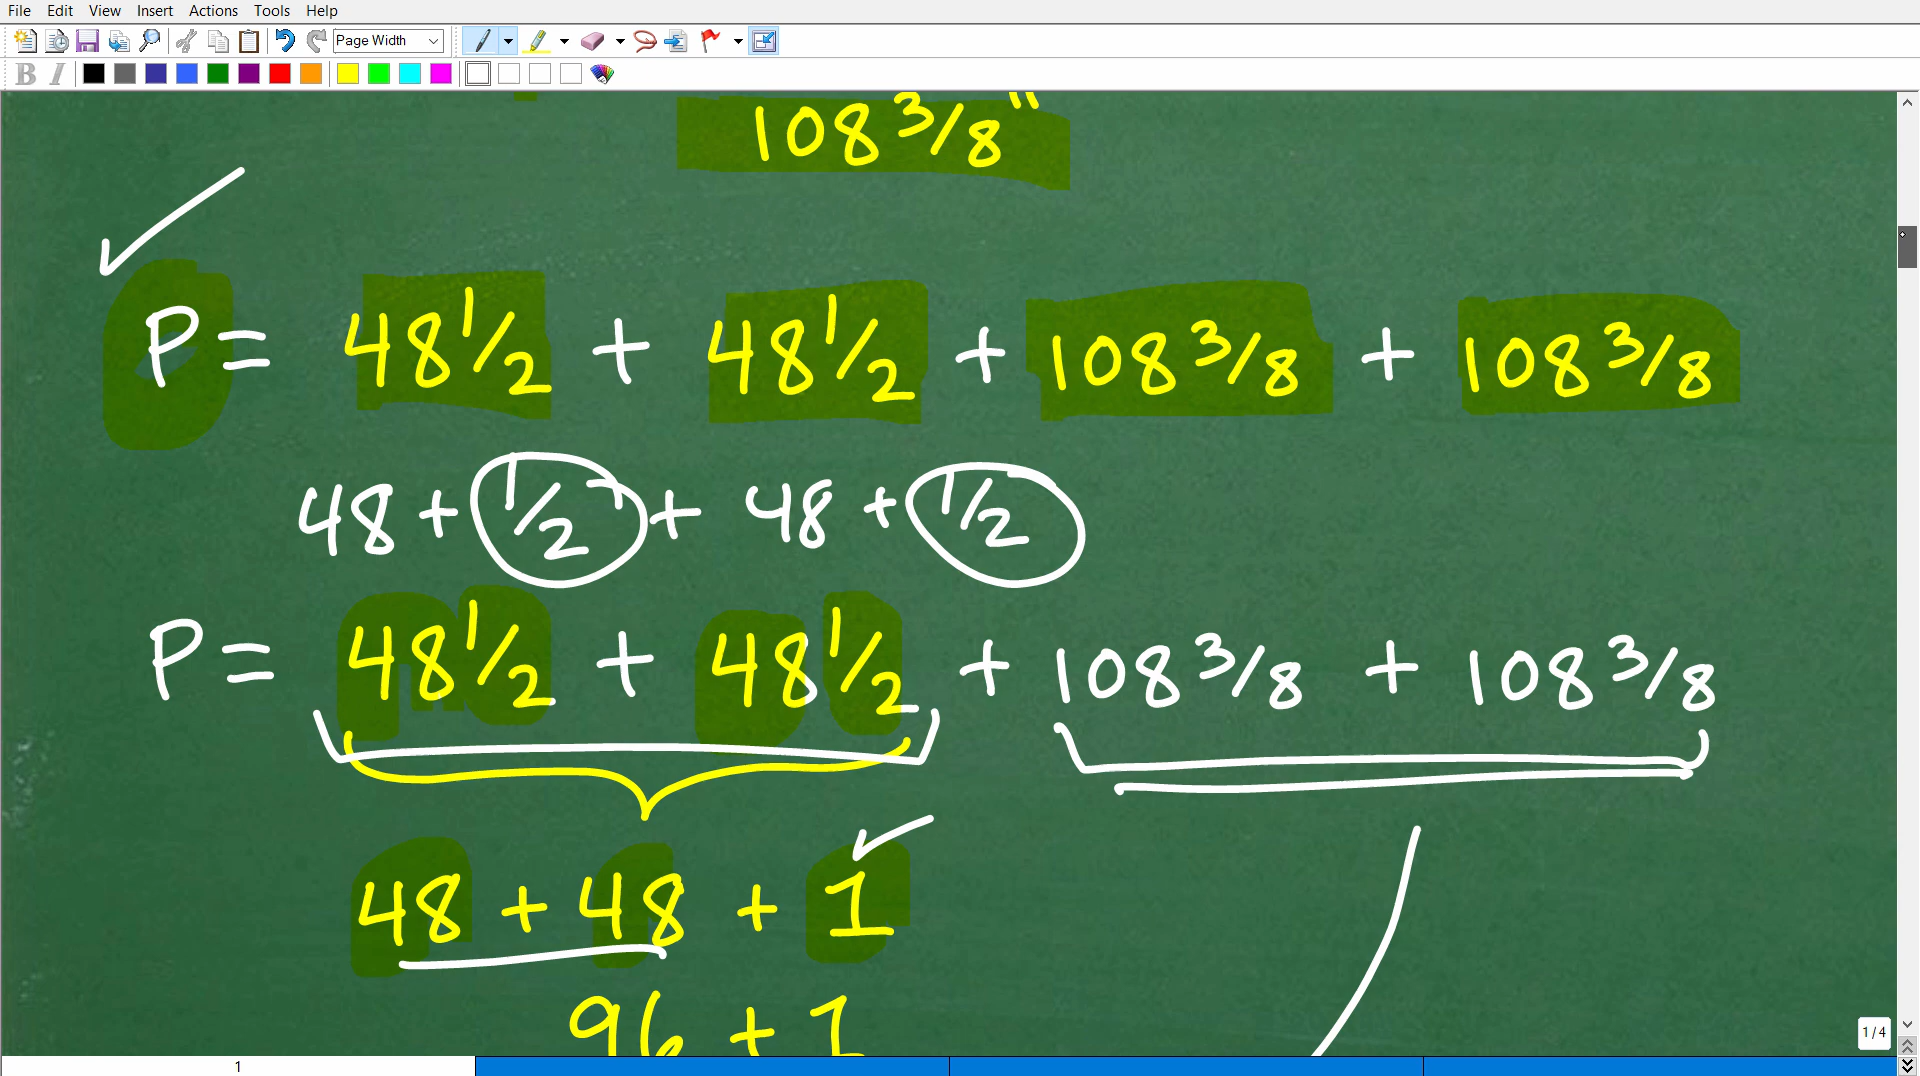 File Edit View Insert Actions Tools Help
Page Width
B I
108 3/8"
P = 48 1/2 + 48 1/2 + 108 3/8 + 108 3/8
48 + 1/2 + 48 + 1/2
P = 48 1/2 + 48 1/2 + 108 3/8 + 108 3/8
48 + 48 + 1
96 + 1
1 / 4
1